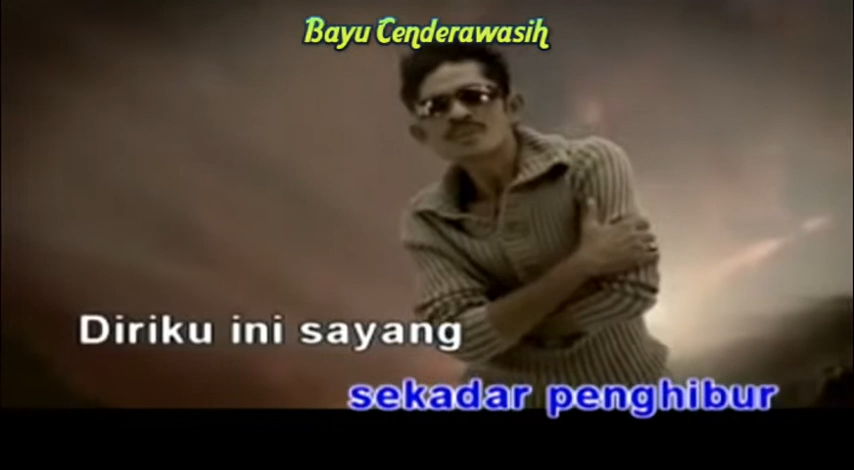 Bayu Cenderawasih
Diriku ini sayang
sekadar penghibur